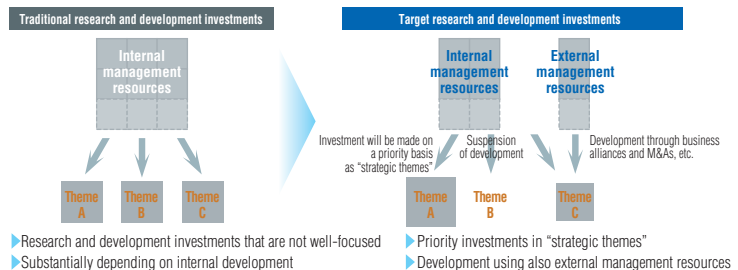 Traditional research and development investments
Internal
management
resources
Theme
A
Theme
B
Theme
C
Research and development investments that are not well-focused
Substantially depending on internal development
Target research and development investments
Internal
management
resources
External
management
resources
Investment will be made on
a priority basis
as “strategic themes”
Suspension
of development
Development through business
alliances and M&As, etc.
Theme
A
Theme
B
Theme
C
Priority investments in “strategic themes”
Development using also external management resources